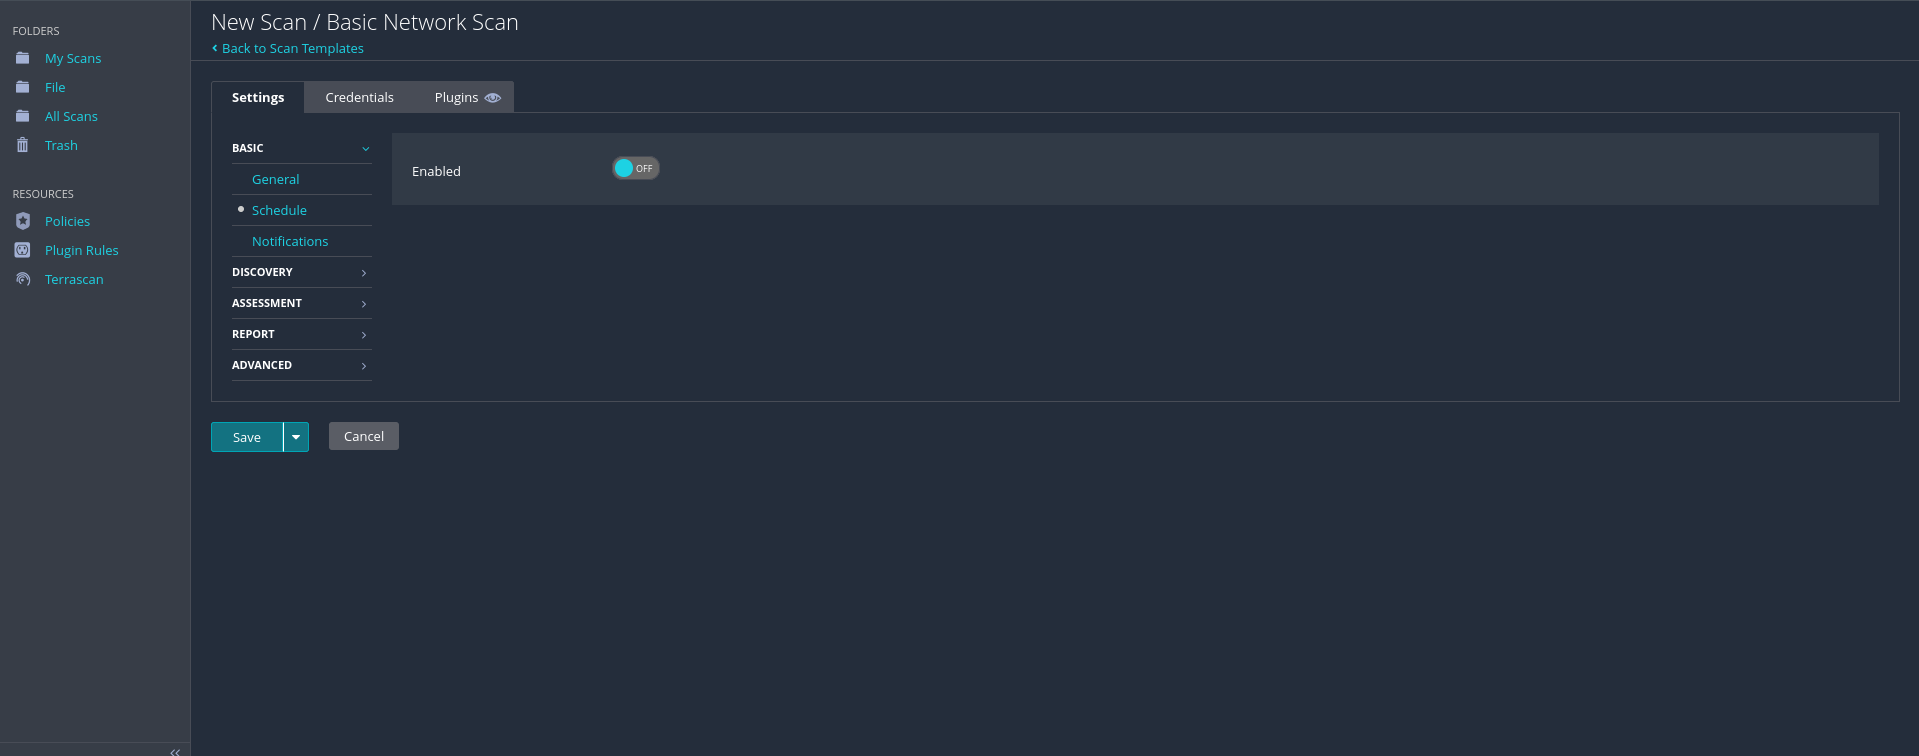 FOLDERS
My Scans
File
All Scans
Trash
RESOURCES
Policies
Plugin Rules
Terrascan
New Scan / Basic Network Scan
Back to Scan Templates
Settings
Credentials
Plugins
BASIC
General
Schedule
Notifications
DISCOVERY
ASSESSMENT
REPORT
ADVANCED
Enabled
OFF
Save
Cancel